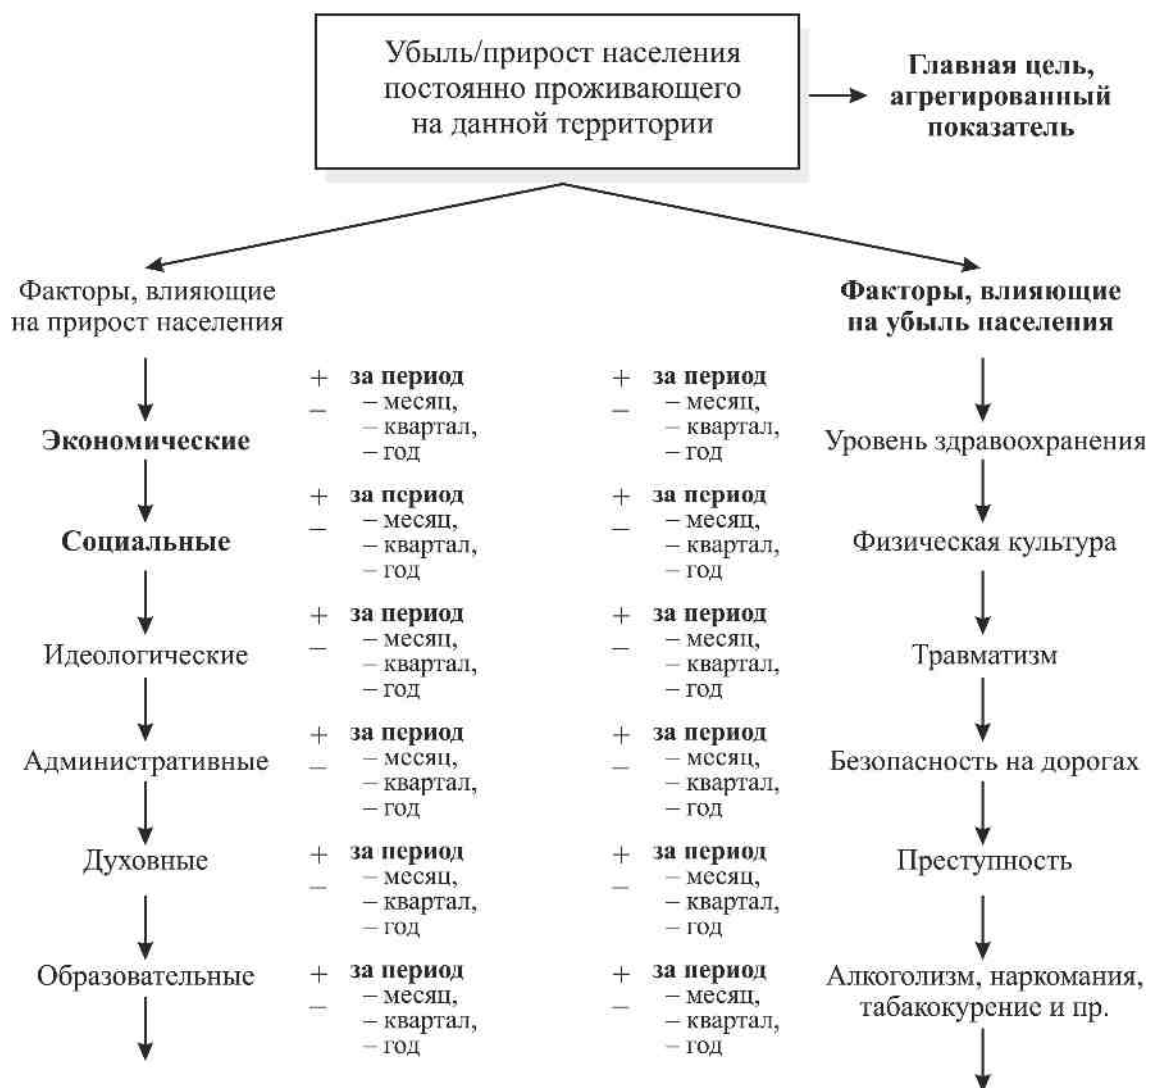 Убыль/прирост населения
постоянно проживающего
на данной территории
Главная цель,
агрегированный
показатель
Факторы, влияющие
на прирост населения
Факторы, влияющие
на убыль населения
+ за период
− – месяц,
– квартал,
– год
+ за период
− – месяц,
– квартал,
– год
Экономические
Уровень здравоохранения
+ за период
− – месяц,
– квартал,
– год
+ за период
− – месяц,
– квартал,
– год
Социальные
Физическая культура
+ за период
− – месяц,
– квартал,
– год
+ за период
− – месяц,
– квартал,
– год
Идеологические
Травматизм
+ за период
− – месяц,
– квартал,
– год
+ за период
− – месяц,
– квартал,
– год
Административные
Безопасность на дорогах
+ за период
− – месяц,
– квартал,
– год
+ за период
− – месяц,
– квартал,
– год
Духовные
Преступность
+ за период
− – месяц,
– квартал,
– год
+ за период
− – месяц,
– квартал,
– год
Образовательные
Алкоголизм, наркомания,
табакокурение и пр.